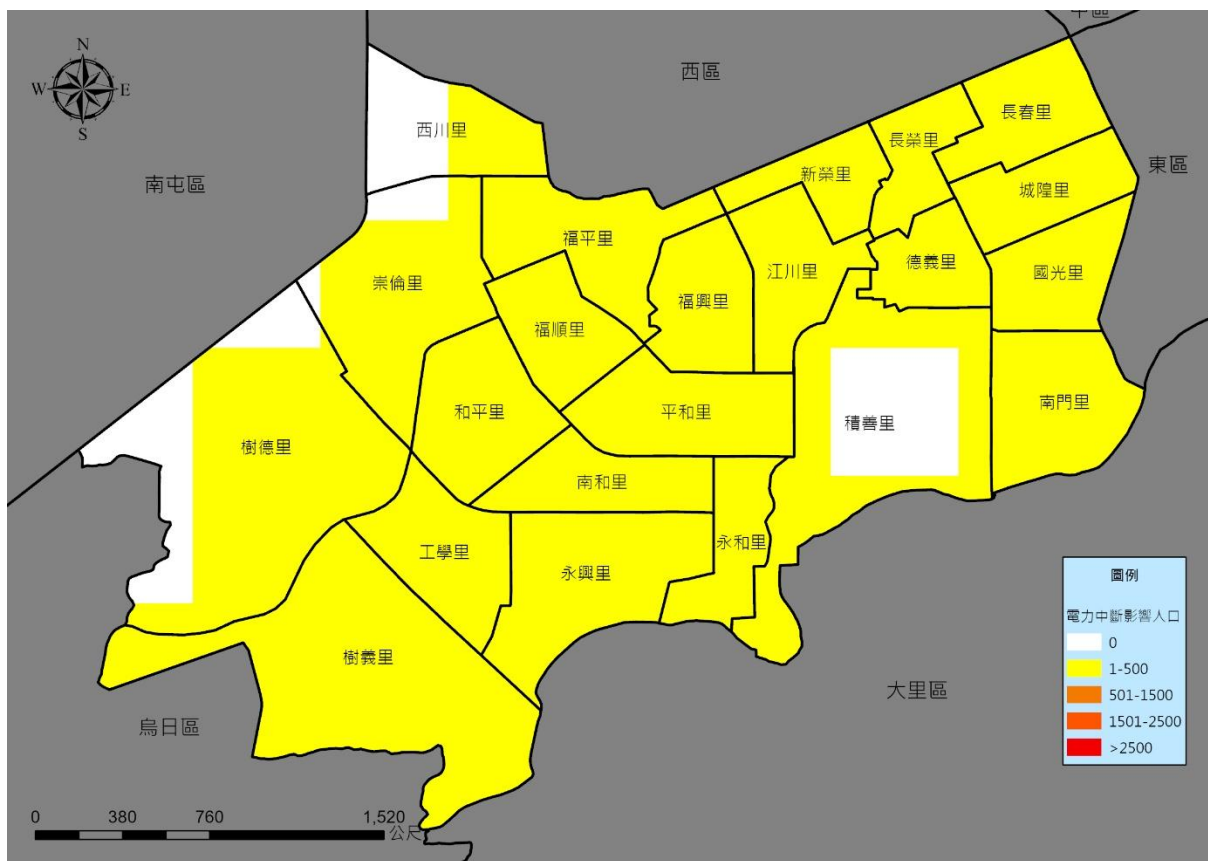 中區
N
W E
S
西區
長春里
西川里
長榮里
東區
新榮里
南屯區
城隍里
福平里
德義里
江川里
國光里
崇倫里
福興里
福順里
南門里
和平里
平和里
積善里
樹德里
南和里
永和里
工學里
永興里
圖例
電力中斷影響人口
0
1-500
501-1500
1501-2500
>2500
樹義里
大里區
烏日區
0 380 760 1,520
公尺